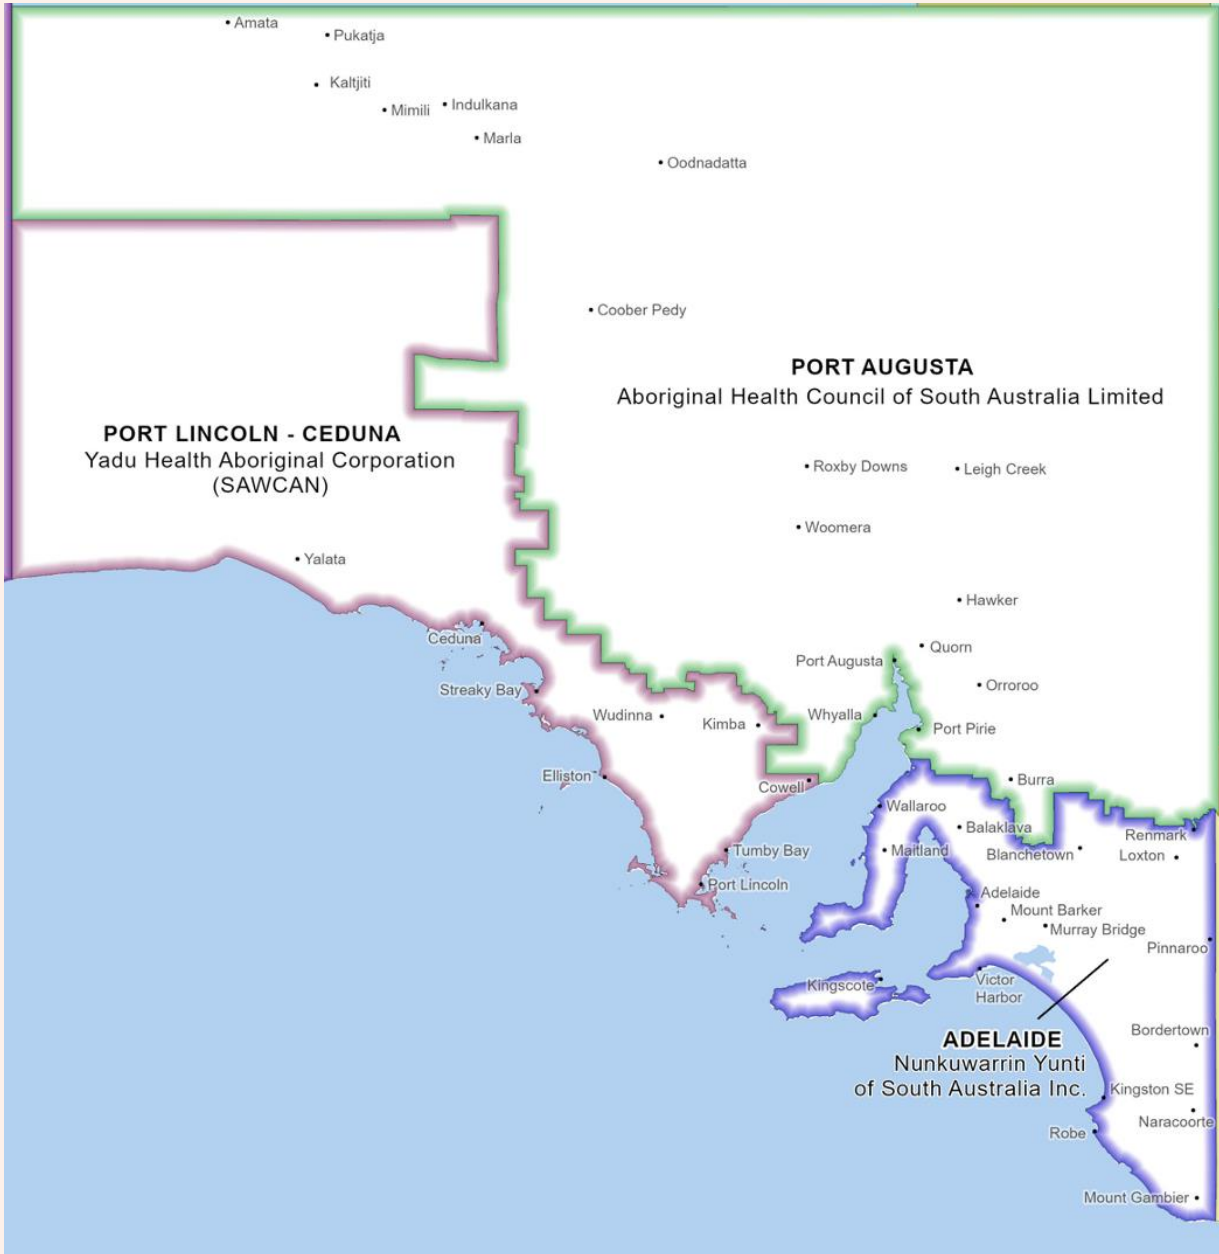 Amata
Pukatja
Kaltjiti
Indulkana
Mimili
Marla
Oodnadatta
Coober Pedy
PORT AUGUSTA
Aboriginal Health Council of South Australia Limited
PORT LINCOLN - CEDUNA
Yadu Health Aboriginal Corporation
(SAWCAN)
Roxby Downs
Leigh Creek
Woomera
Yalata
Hawker
Ceduna
Quorn
Port Augusta
Orroroo
Streaky Bay
Wudinna
Kimba
Whyalla
Port Pirie
Elliston
Cowell
Burra
Wallaroo
Balaklava
Renmark
Tumby Bay
Maitland
Blanchetown
Loxton
Port Lincoln
Adelaide
Mount Barker
Murray Bridge
Pinnaroo
Kingscote
Victor
Harbor
Bordertown
ADELAIDE
Nunkuwarrin Yunti
of South Australia Inc.
Kingston SE
Naracoorte
Robe
Mount Gambier